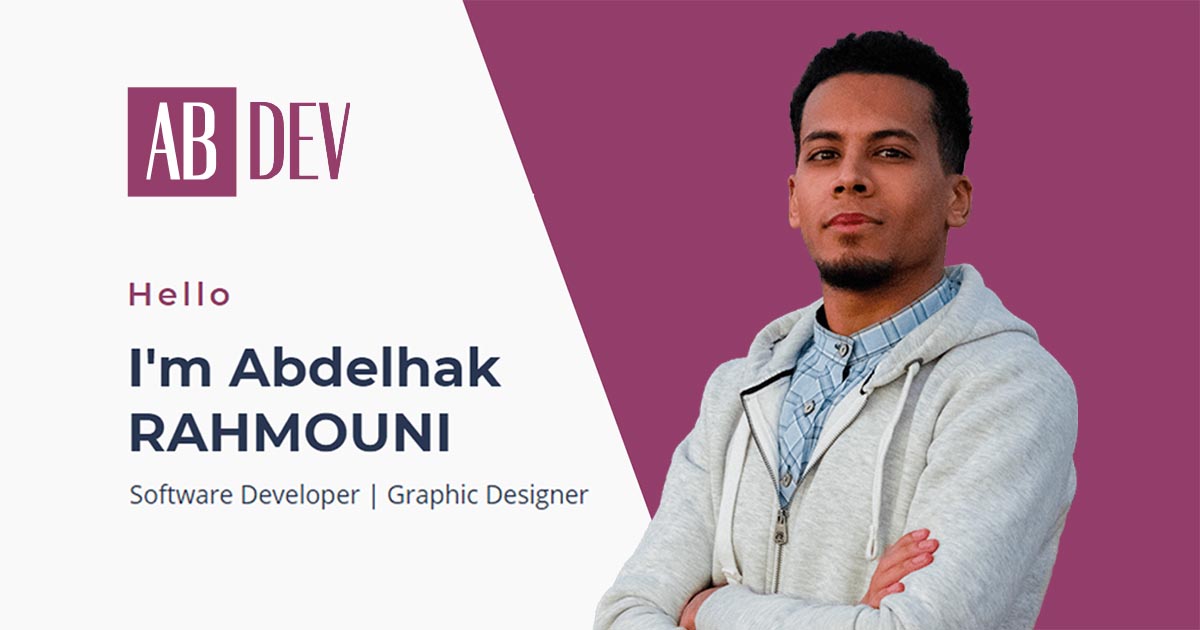 AB DEV
Hello
I'm Abdelhak
RAHMOUNI
Software Developer | Graphic Designer